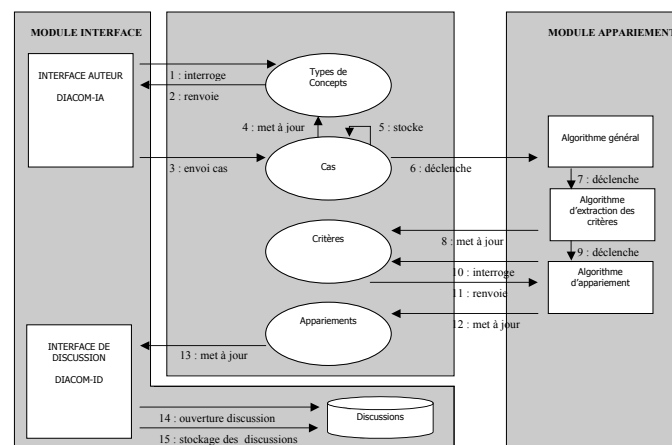 MODULE INTERFACE
MODULE APPARIEMENT
INTERFACE AUTEUR
DIACOM-IA
1 : interroge
2 : renvoie
Types de
Concepts
4 : met à jour
5 : stocke
3 : envoi cas
Cas
6 : déclenche
Algorithme général
7 : déclenche
Algorithme
d'extraction des
critères
Critères
8 : met à jour
9 : déclenche
10 : interroge
11 : renvoie
Algorithme
d'appariement
Appariements
12 : met à jour
13 : met à jour
INTERFACE DE
DISCUSSION
DIACOM-ID
14 : ouverture discussion
15 : stockage des discussions
Discussions